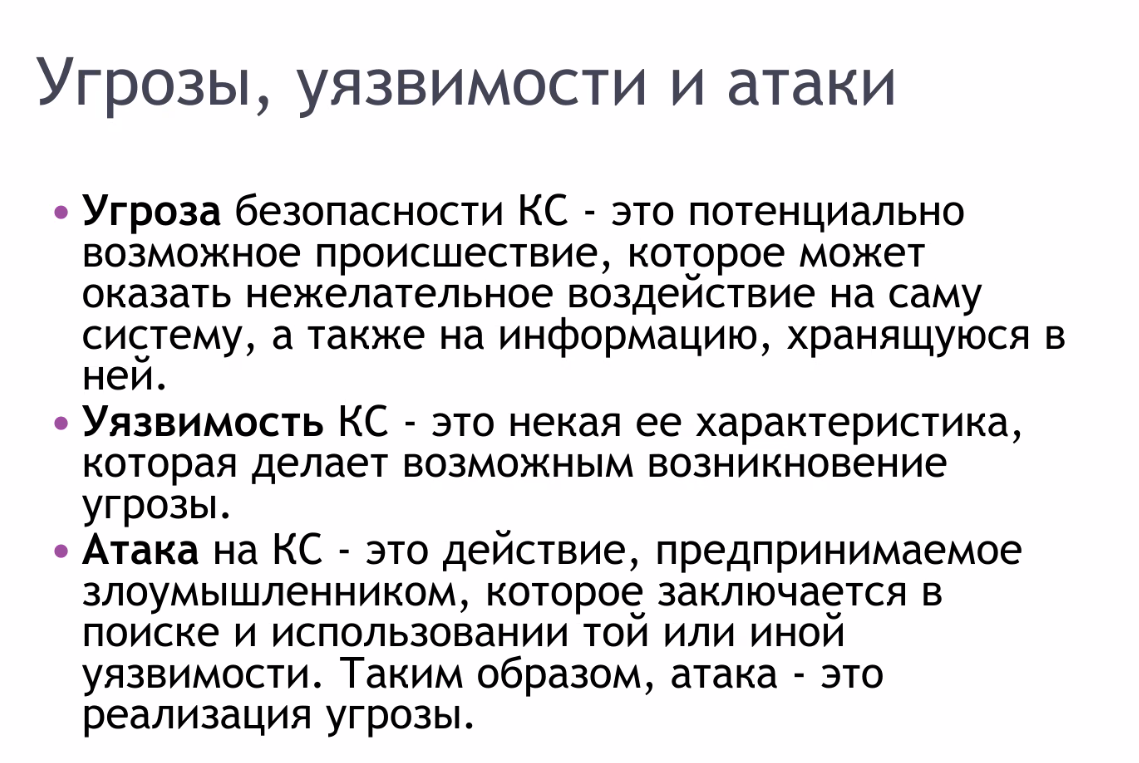 Угрозы, уязвимости и атаки
• Угроза безопасности КС - это потенциально
возможное происшествие, которое может
оказать нежелательное воздействие на саму
систему, а также на информацию, хранящуюся в
ней.
• Уязвимость КС - это некая ее характеристика,
которая делает возможным возникновение
угрозы.
• Атака на КС - это действие, предпринимаемое
злоумышленником, которое заключается в
поиске и использовании той или иной
уязвимости. Таким образом, атака - это
реализация угрозы.